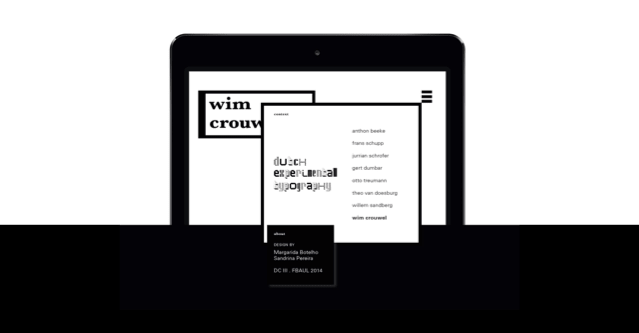 wim
crouw
dutch
experimental
typography
anthon beeke
frans schupp
jurriaan schrofer
gert dumbar
otto treumann
theo van doesburg
willem sandberg
wim crouwel
about
DESIGN BY
Margarida Botelho
Sandrina Pereira
DC III . FBAUL 2014